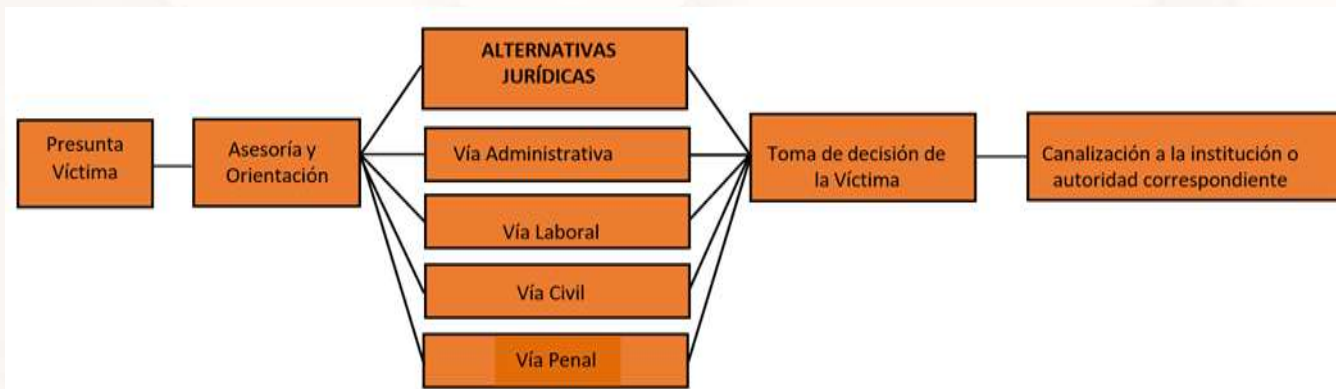 Presunta
Víctima
Asesoría y
Orientación
ALTERNATIVAS
JURÍDICAS
Vía Administrativa
Vía Laboral
Vía Civil
Vía Penal
Toma de decisión de
la Víctima
Canalización a la institución o
autoridad correspondiente